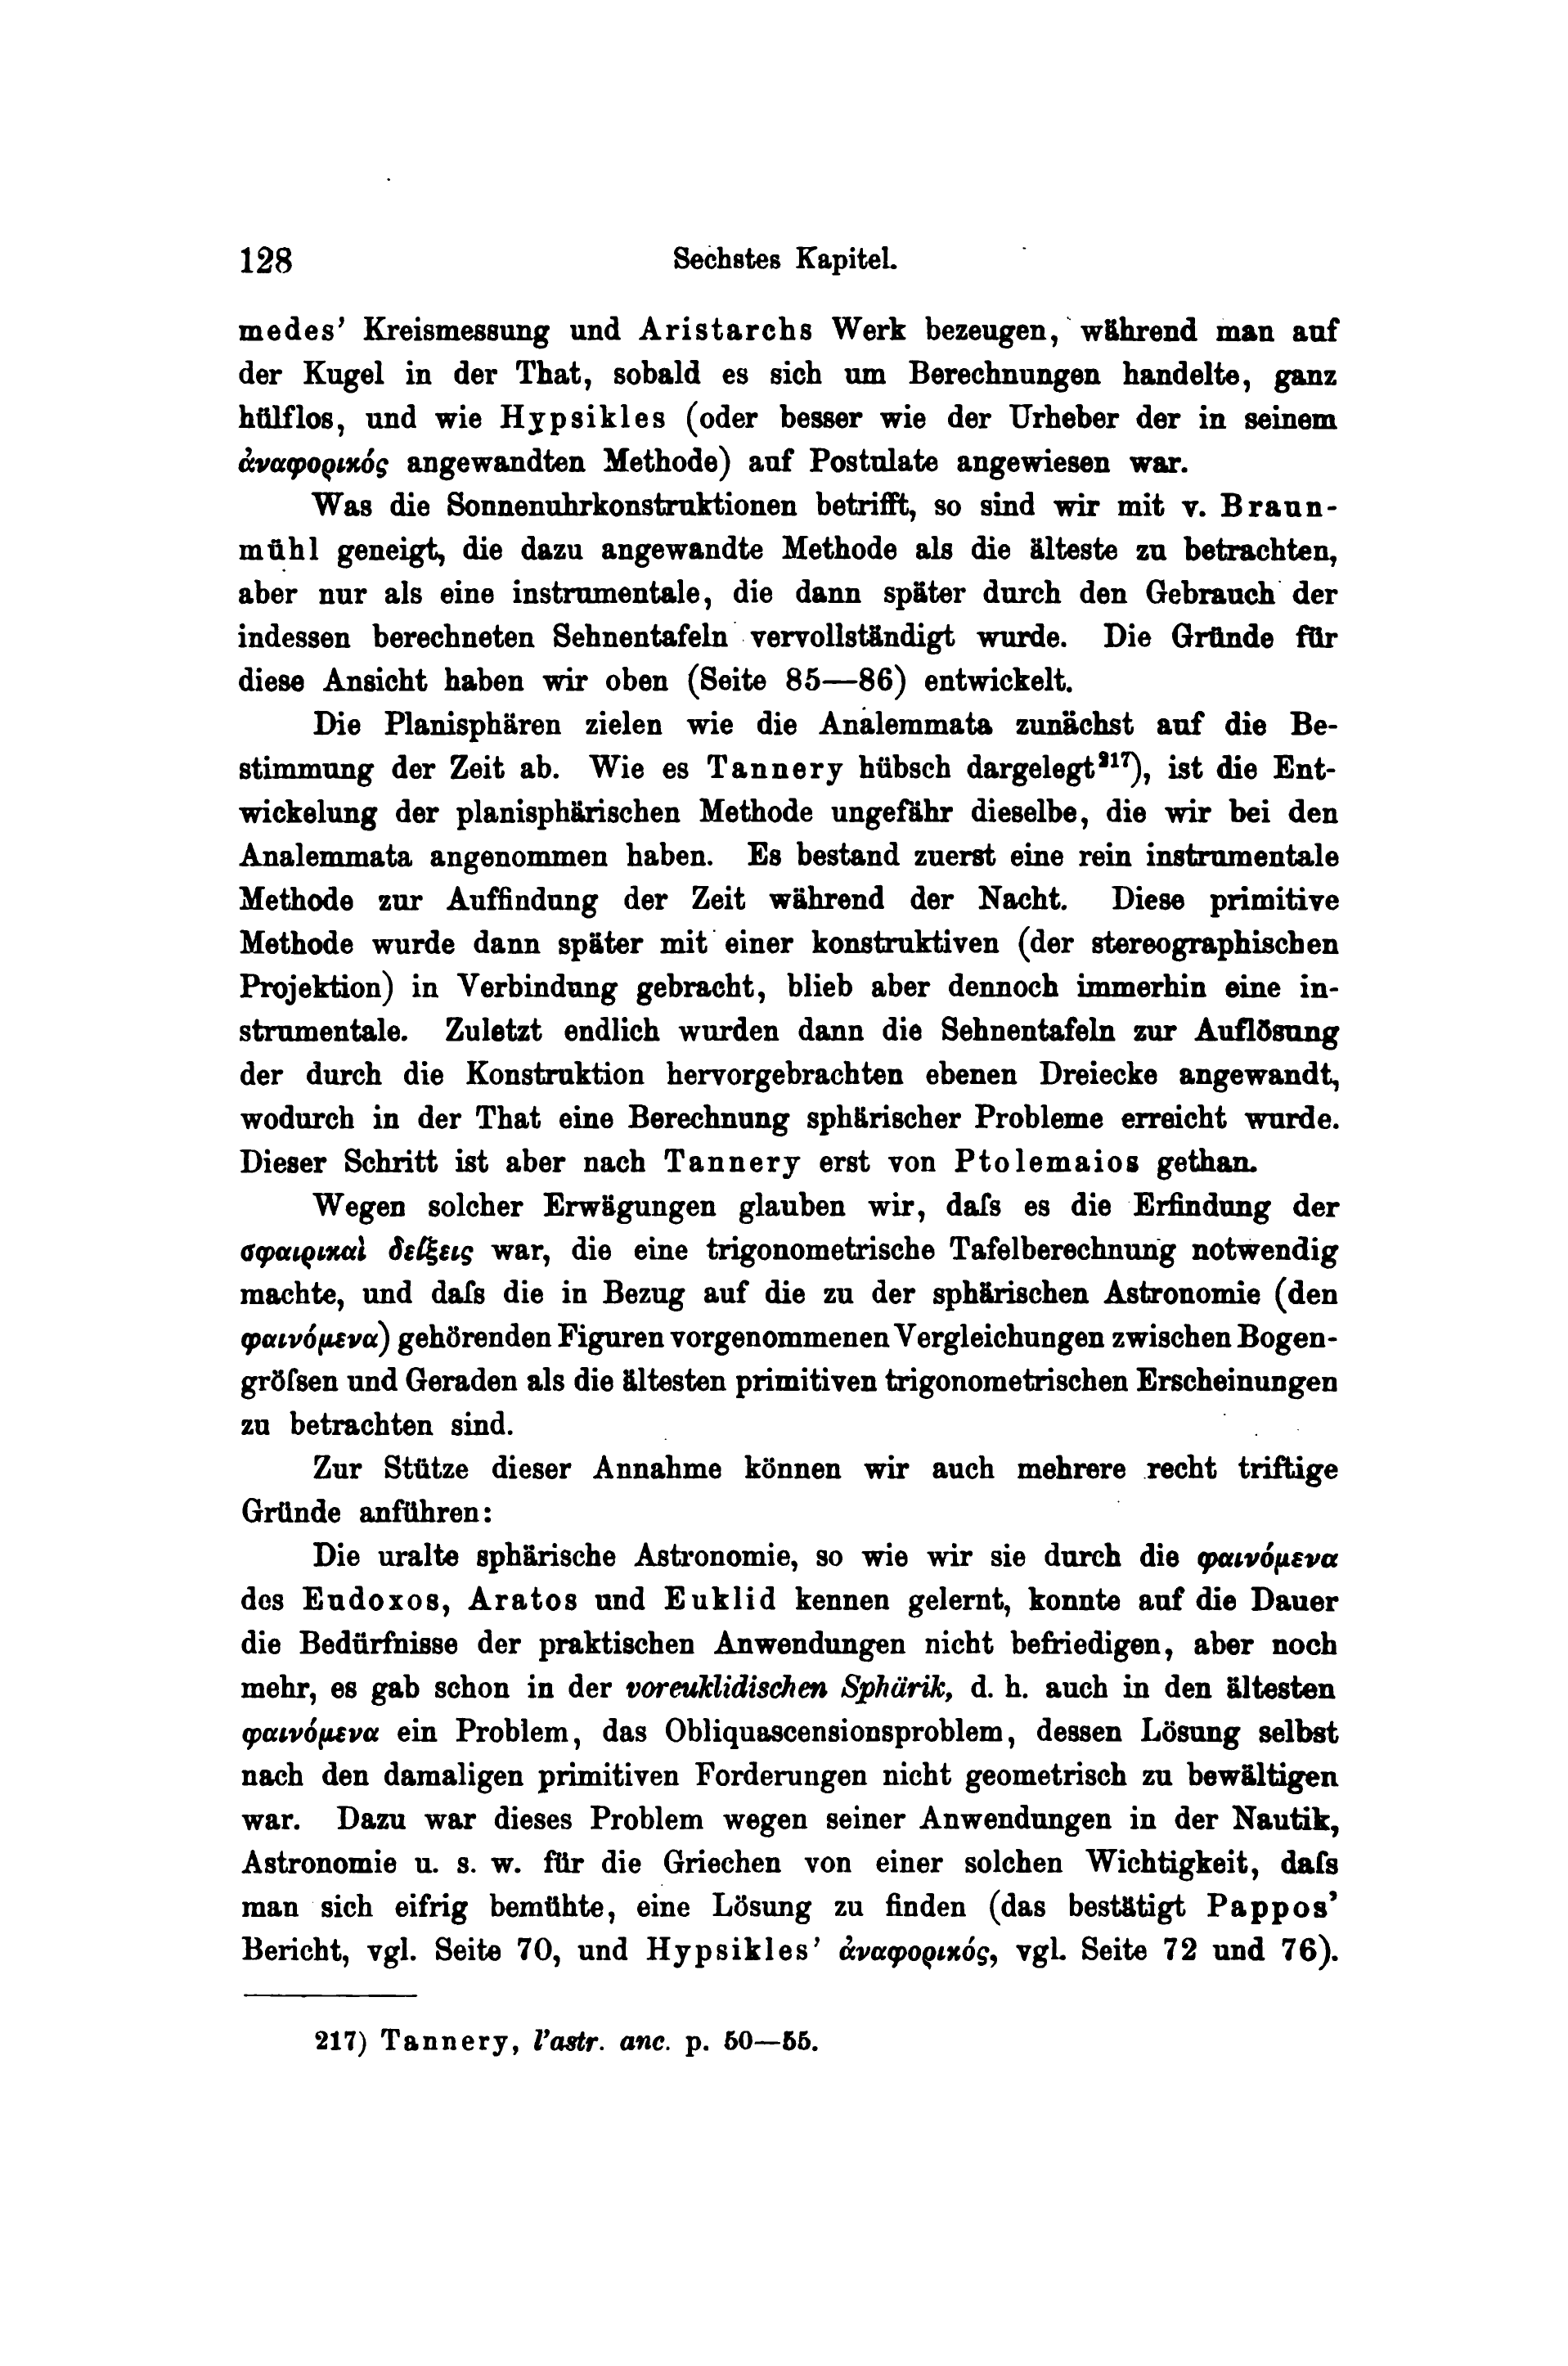 128 Sechstes Kapitel.
medes' Kreismessung und Aristarchs Werk bezeugen, während man auf
der Kugel in der That, sobald es sich um Berechnungen handelte, ganz
hülflos, und wie Hypsikles (oder besser wie der Urheber der in seinem
ἀναφορικός angewandten Methode) auf Postulate angewiesen war.
Was die Sonnenuhrkonstruktionen betrifft, so sind wir mit v. Braun-
mühl geneigt, die dazu angewandte Methode als die älteste zu betrachten,
aber nur als eine instrumentale, die dann später durch den Gebrauch der
indessen berechneten Sehnentafeln vervollständigt wurde. Die Gründe für
diese Ansicht haben wir oben (Seite 85—86) entwickelt.
Die Planisphären zielen wie die Analemmata zunächst auf die Be-
stimmung der Zeit ab. Wie es Tannery hübsch dargelegt²¹⁷), ist die Ent-
wickelung der planisphärischen Methode ungefähr dieselbe, die wir bei den
Analemmata angenommen haben. Es bestand zuerst eine rein instrumentale
Methode zur Auffindung der Zeit während der Nacht. Diese primitive
Methode wurde dann später mit einer konstruktiven (der stereographischen
Projektion) in Verbindung gebracht, blieb aber dennoch immerhin eine in-
strumentale. Zuletzt endlich wurden dann die Sehnentafeln zur Auflösung
der durch die Konstruktion hervorgebrachten ebenen Dreiecke angewandt,
wodurch in der That eine Berechnung sphärischer Probleme erreicht wurde.
Dieser Schritt ist aber nach Tannery erst von Ptolemaios gethan.
Wegen solcher Erwägungen glauben wir, daſs es die Erfindung der
σφαιρικαὶ δείξεις war, die eine trigonometrische Tafelberechnung notwendig
machte, und daſs die in Bezug auf die zu der sphärischen Astronomie (den
φαινόμενα) gehörenden Figuren vorgenommenen Vergleichungen zwischen Bogen-
gröſsen und Geraden als die ältesten primitiven trigonometrischen Erscheinungen
zu betrachten sind.
Zur Stütze dieser Annahme können wir auch mehrere recht triftige
Gründe anführen:
Die uralte sphärische Astronomie, so wie wir sie durch die φαινόμενα
des Eudoxos, Aratos und Euklid kennen gelernt, konnte auf die Dauer
die Bedürfnisse der praktischen Anwendungen nicht befriedigen, aber noch
mehr, es gab schon in der voreuklidischen Sphärik, d. h. auch in den ältesten
φαινόμενα ein Problem, das Obliquascensionsproblem, dessen Lösung selbst
nach den damaligen primitiven Forderungen nicht geometrisch zu bewältigen
war. Dazu war dieses Problem wegen seiner Anwendungen in der Nautik,
Astronomie u. s. w. für die Griechen von einer solchen Wichtigkeit, daſs
man sich eifrig bemühte, eine Lösung zu finden (das bestätigt Pappos'
Bericht, vgl. Seite 70, und Hypsikles' ἀναφορικός, vgl. Seite 72 und 76).
217) Tannery, l'astr. anc. p. 50—55.